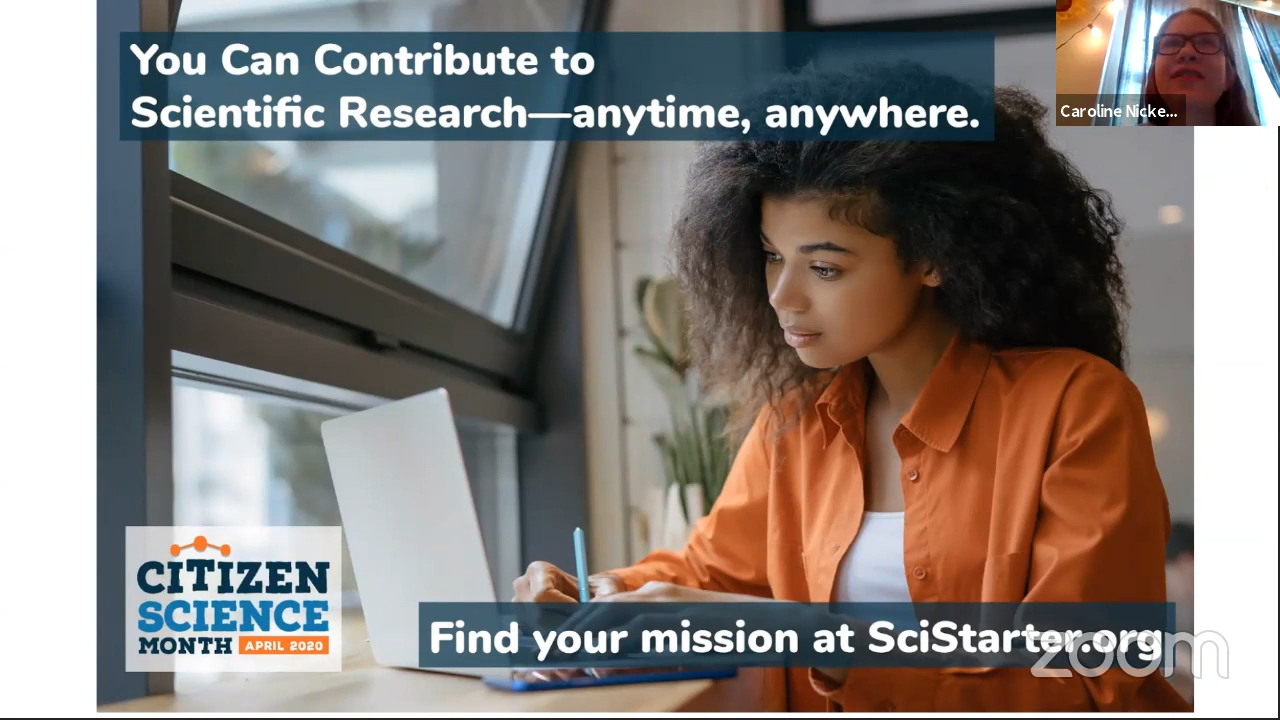 You Can Contribute to
Scientific Research—anytime, anywhere.
Caroline Nicke...
CiTIZEN
SCIENCE
MONTH APRIL 2020
Find your mission at SciStarter.org
zoom